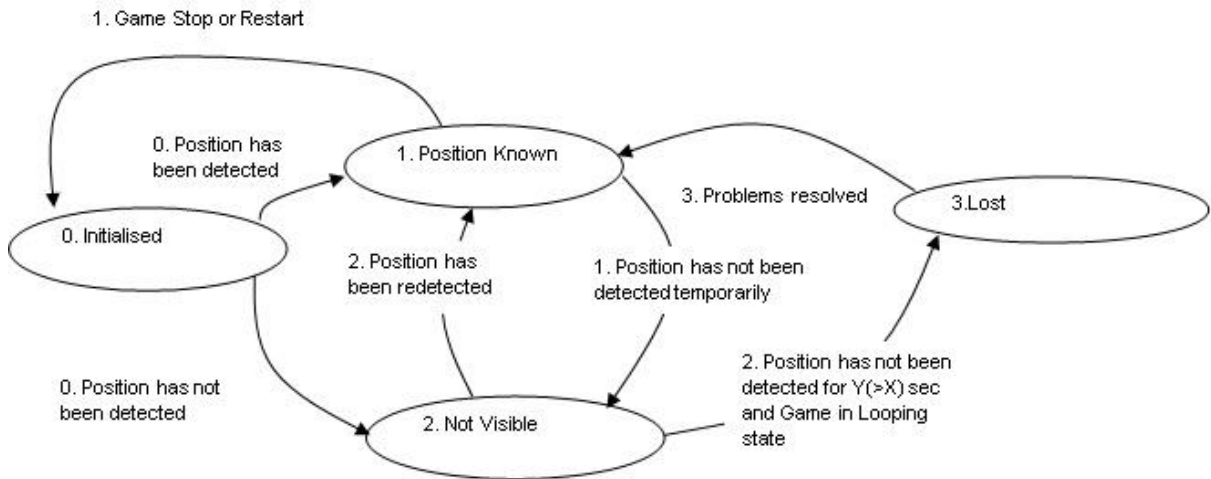 1. Game Stop or Restart
0. Position has
been detected
1. Position Known
3. Problems resolved
3.Lost
0. Initialised
2. Position has
been redetected
1. Position has not been
detected temporarily
0. Position has not
been detected
2. Position has not been
detected for Y(>X) sec
and Game in Looping
state
2. Not Visible